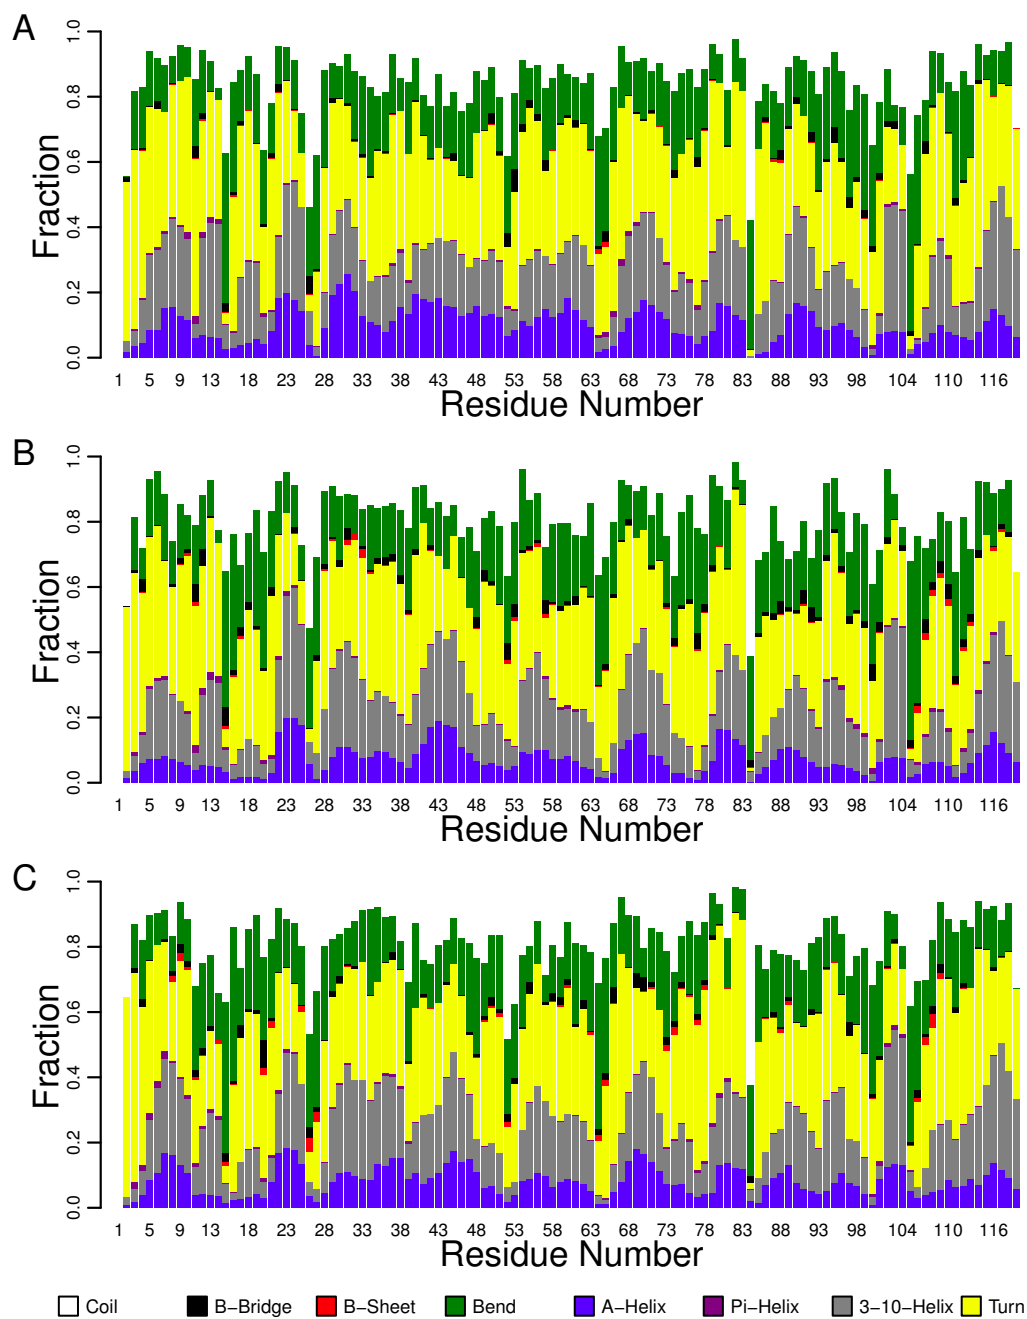 A
Fraction
0.0 0.2 0.4 0.6 0.8 1.0
1 5 9 13 18 23 28 33 38 43 48 53 58 63 68 73 78 83 88 93 98 104 110 116
Residue Number
B
Fraction
0.0 0.2 0.4 0.6 0.8 1.0
1 5 9 13 18 23 28 33 38 43 48 53 58 63 68 73 78 83 88 93 98 104 110 116
Residue Number
C
Fraction
0.0 0.2 0.4 0.6 0.8 1.0
1 5 9 13 18 23 28 33 38 43 48 53 58 63 68 73 78 83 88 93 98 104 110 116
Residue Number
Coil B−Bridge B−Sheet Bend A−Helix Pi−Helix 3−10−Helix Turn